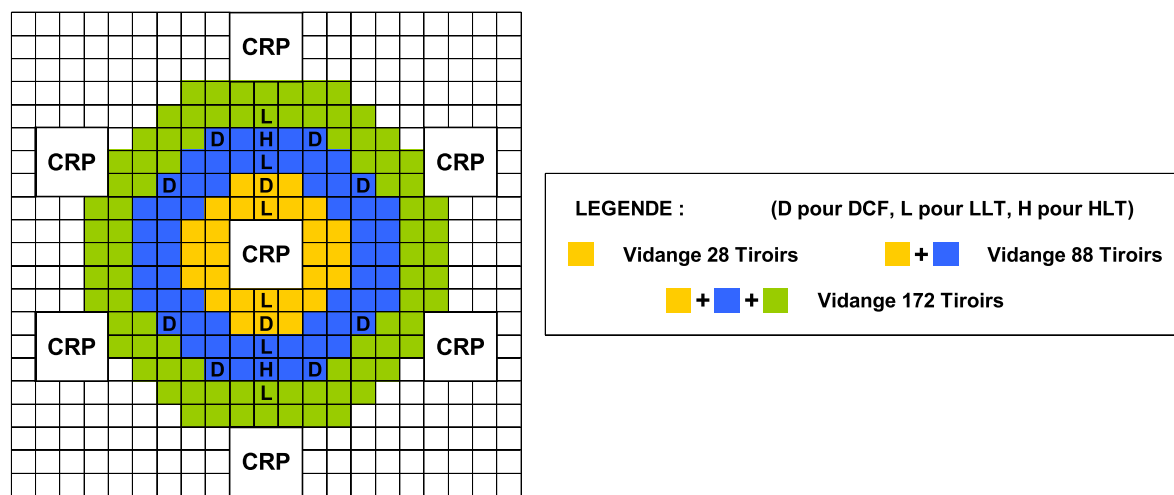 CRP
L
D H D
CRP L CRP
D D D
L
CRP
L
D D D
CRP L CRP
D H D
L
CRP
LEGENDE : (D pour DCF, L pour LLT, H pour HLT)
Vidange 28 Tiroirs + Vidange 88 Tiroirs
+ + Vidange 172 Tiroirs